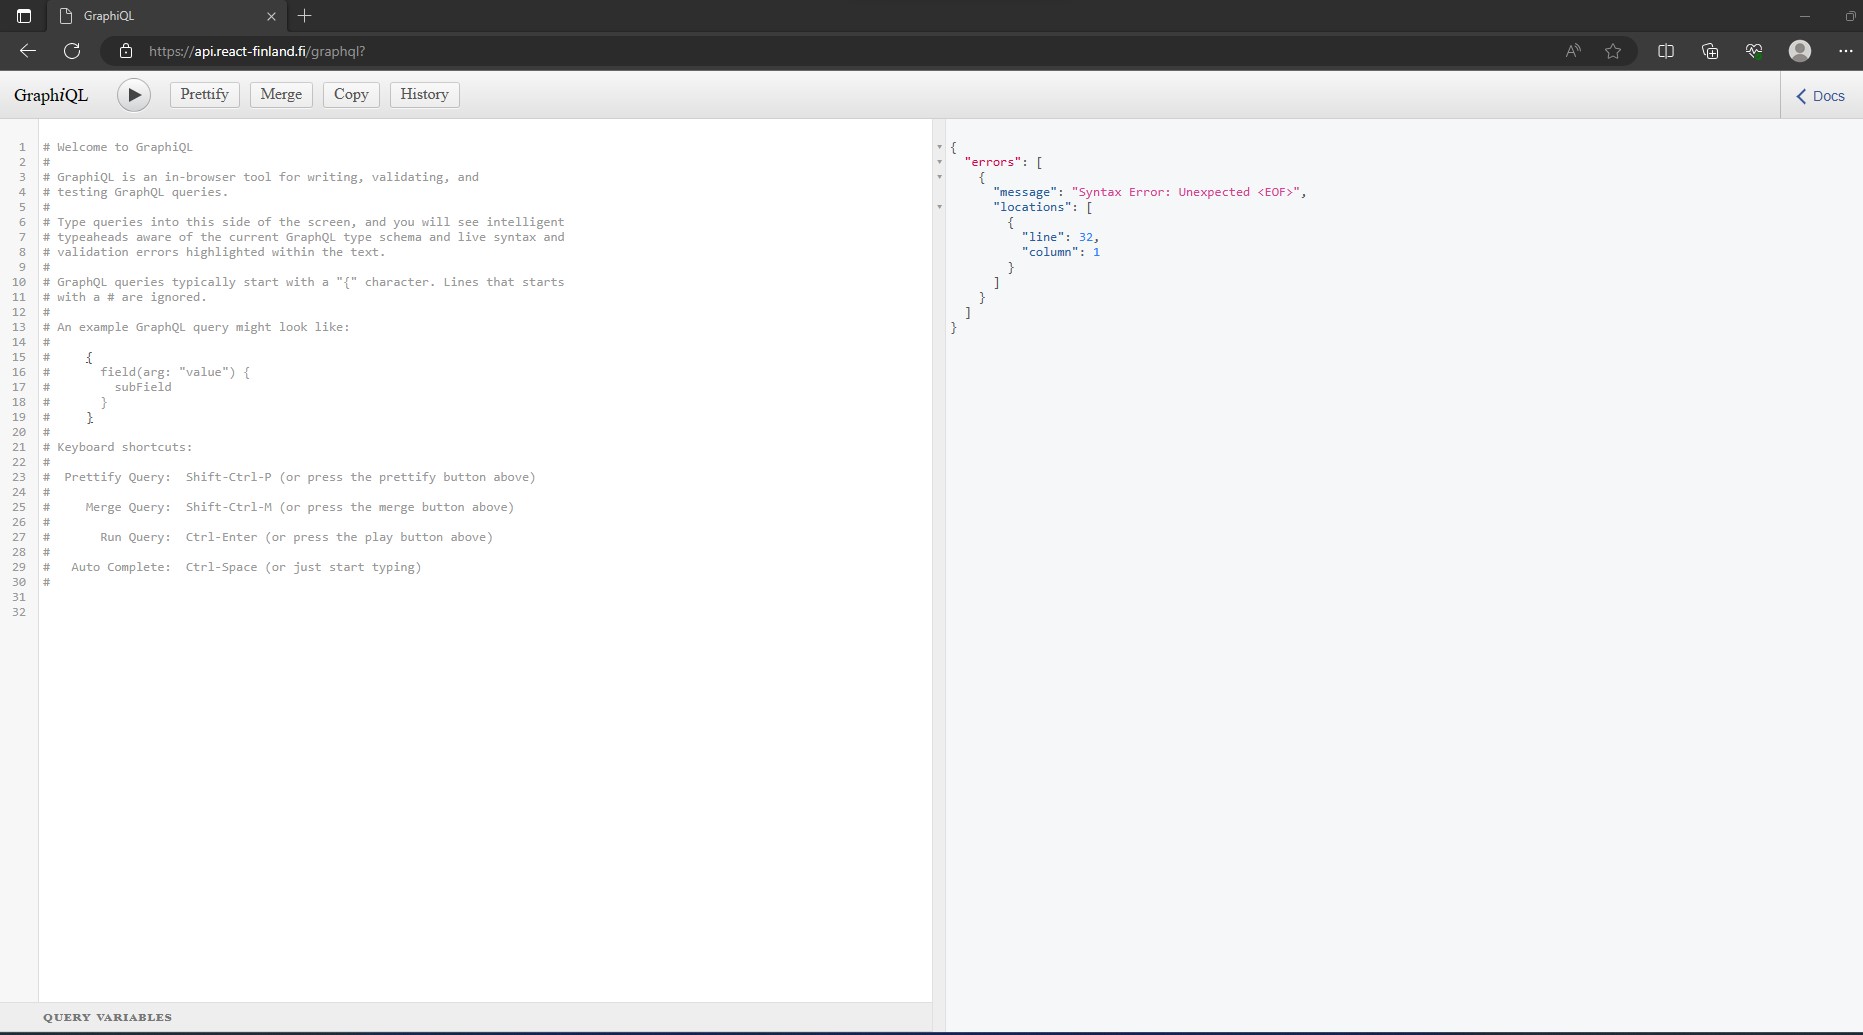 GraphiQL
https://api.react-finland.fi/graphql?
GraphiQL Prettify Merge Copy History Docs
1 # Welcome to GraphiQL
2 #
3 # GraphiQL is an in-browser tool for writing, validating, and
4 # testing GraphQL queries.
5 #
6 # Type queries into this side of the screen, and you will see intelligent
7 # typeaheads aware of the current GraphQL type schema and live syntax and
8 # validation errors highlighted within the text.
9 #
10 # GraphQL queries typically start with a "{" character. Lines that starts
11 # with a # are ignored.
12 #
13 # An example GraphQL query might look like:
14 #
15 #     {
16 #       field(arg: "value") {
17 #         subField
18 #       }
19 #     }
20 #
21 # Keyboard shortcuts:
22 #
23 #  Prettify Query:  Shift-Ctrl-P (or press the prettify button above)
24 #
25 #     Merge Query:  Shift-Ctrl-M (or press the merge button above)
26 #
27 #       Run Query:  Ctrl-Enter (or press the play button above)
28 #
29 #   Auto Complete:  Ctrl-Space (or just start typing)
30 #
31
32
QUERY VARIABLES
{
  "errors": [
    {
      "message": "Syntax Error: Unexpected <EOF>",
      "locations": [
        {
          "line": 32,
          "column": 1
        }
      ]
    }
  ]
}